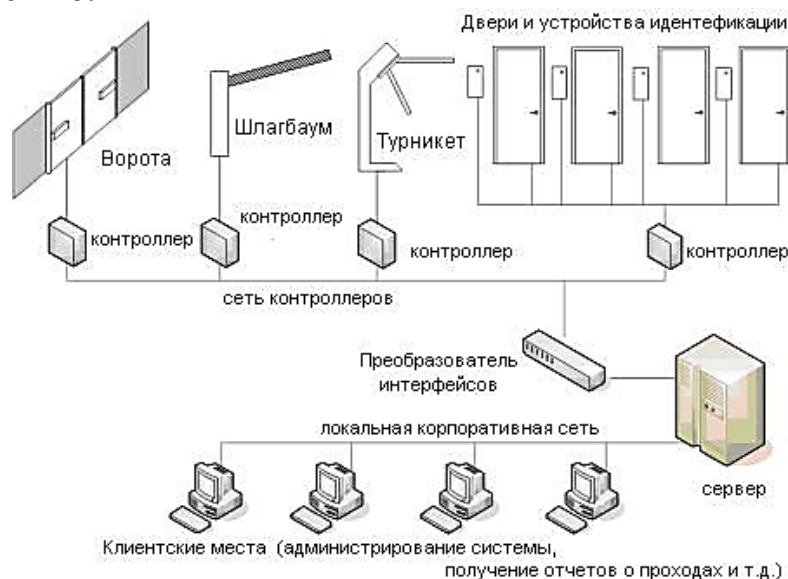 Двери и устройства идентефикации
Ворота
Шлагбаум
Турникет
контроллер
контроллер
контроллер
контроллер
сеть контроллеров
Преобразователь
интерфейсов
локальная корпоративная сеть
сервер
Клиентские места (администрирование системы,
получение отчетов о проходах и т.д.)